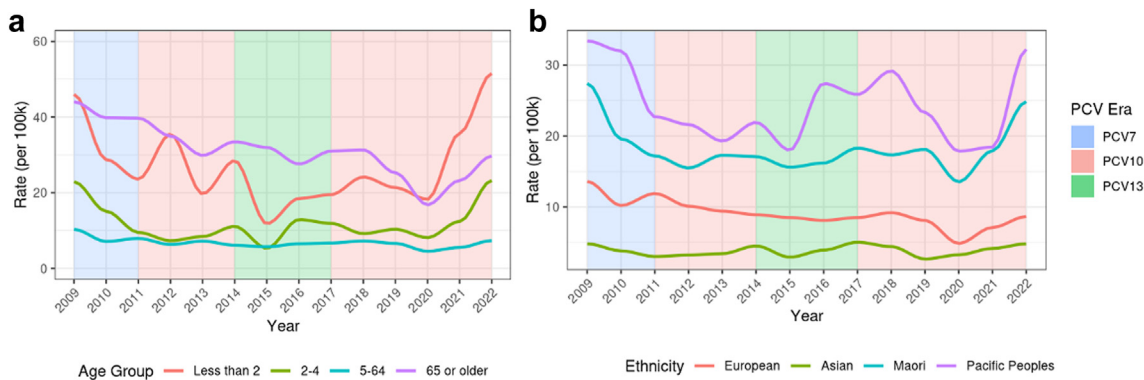 a
60
40
20
0
Rate (per 100k)
2009 2010 2011 2012 2013 2014 2015 2016 2017 2018 2019 2020 2021 2022
Year
Age Group Less than 2 2-4 5-64 65 or older
b
30
20
10
Rate (per 100k)
2009 2010 2011 2012 2013 2014 2015 2016 2017 2018 2019 2020 2021 2022
Year
Ethnicity European Asian Maori Pacific Peoples
PCV Era
PCV7
PCV10
PCV13